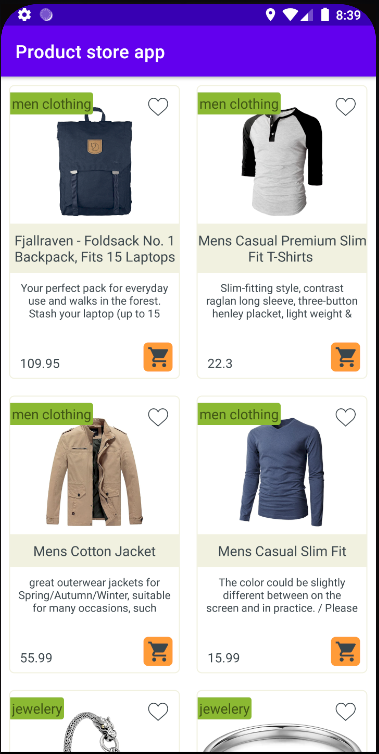 8:39
Product store app
men clothing
Fjallraven - Foldsack No. 1
Backpack, Fits 15 Laptops
Your perfect pack for everyday
use and walks in the forest.
Stash your laptop (up to 15
109.95
men clothing
Mens Casual Premium Slim
Fit T-Shirts
Slim-fitting style, contrast
raglan long sleeve, three-button
henley placket, light weight &
22.3
men clothing
Mens Cotton Jacket
great outerwear jackets for
Spring/Autumn/Winter, suitable
for many occasions, such
55.99
men clothing
Mens Casual Slim Fit
The color could be slightly
different between on the
screen and in practice. / Please
15.99
jewelery
jewelery